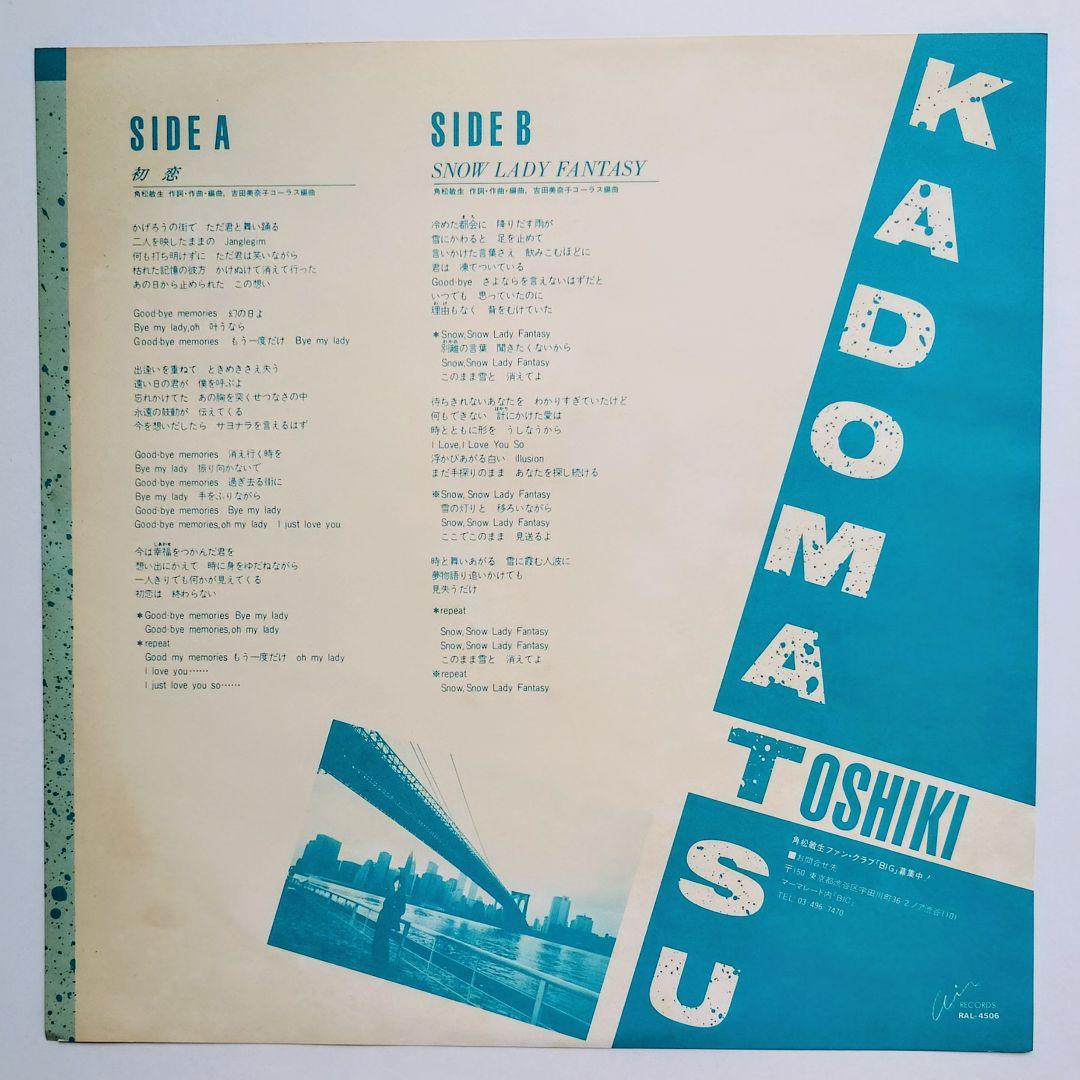 SIDE A
初恋
角松敏生 作詞・作曲・編曲, 吉田美奈子コーラス編曲
かげろうの街で ただ君と舞い踊る
二人を映したままの Janglegim
何も打ち明けずに ただ君は笑いながら
枯れた記憶の彼方 かけぬけて消えて行った
あの日から止められた この想い
Good-bye memories 幻の日よ
Bye my lady,oh 叶うなら
Good-bye memories もう一度だけ Bye my lady
出逢いを重ねて ときめきさえ失う
遠い日の君が 僕を呼ぶよ
忘れかけてた あの胸を突くせつなさの中
永遠の鼓動が 伝えてくる
今を想いだしたら サヨナラを言えるはず
Good-bye memories 消え行く時を
Bye my lady 振り向かないで
Good-bye memories 過ぎ去る街に
Bye my lady 手をふりながら
Good-bye memories Bye my lady
Good-bye memories,oh my lady I just love you
しあわせ
今は幸福をつかんだ君を
想い出にかえて 時に身をゆだねながら
一人きりでも何かが見えてくる
初恋は 終わらない
*Good-bye memories Bye my lady
Good-bye memories,oh my lady
*repeat
Good my memories もう一度だけ oh my lady
I love you……
I just love you so……
SIDE B
SNOW LADY FANTASY
角松敏生 作詞・作曲・編曲, 吉田美奈子コーラス編曲
まち
冷めた都会に 降りだす雨が
雪にかわると 足を止めて
言いかけた言葉さえ 飲みこむほどに
君は 凍てついている
Good-bye さよならを言えないはずだと
いつでも 思っていたのに
わけ
理由もなく 背をむけていた
*Snow, Snow Lady Fantasy
わかれ
別離の言葉 聞きたくないから
Snow, Snow Lady Fantasy
このまま雪と 消えてよ
待ちきれないあなたを わかりすぎていたけど
はかり
何もできない 計にかけた愛は
時とともに形を うしなうから
I Love,I Love You So
浮かびあがる白い illusion
まだ手探りのまま あなたを探し続ける
※Snow, Snow Lady Fantasy
雪の灯りと 移ろいながら
Snow, Snow Lady Fantasy
ここでこのまま 見送るよ
時と舞いあがる 雪に霞む人波に
夢物語り追いかけても
見失うだけ
*repeat
Snow, Snow Lady Fantasy
Snow, Snow Lady Fantasy
このまま雪と 消えてよ
※repeat
Snow, Snow Lady Fantasy
KADOMATSU
TOSHIKI
角松敏生ファン・クラブ「BIG」募集中!
■お問合せ先
〒150 東京都渋谷区宇田川町36-2ノア渋谷1101
マーマレード内「BIG」
TEL 03-496-7470
Air RECORDS
RAL-4506